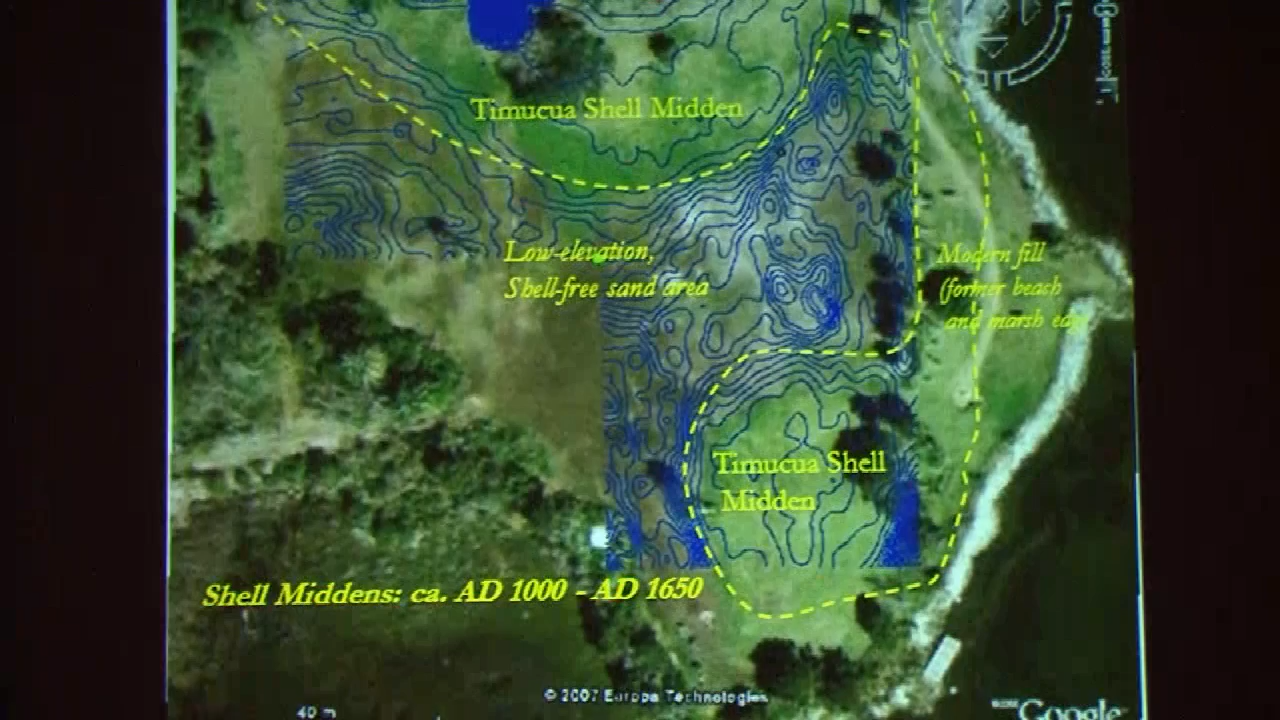 Timucua Shell Midden
Low-elevation,
Shell-free sand area
Modern fill
(former beach
and marsh
Timucua Shell
Midden
Shell Middens: ca. AD 1000 - AD 1650
© 2007 Europa Technologies
40 m
Google